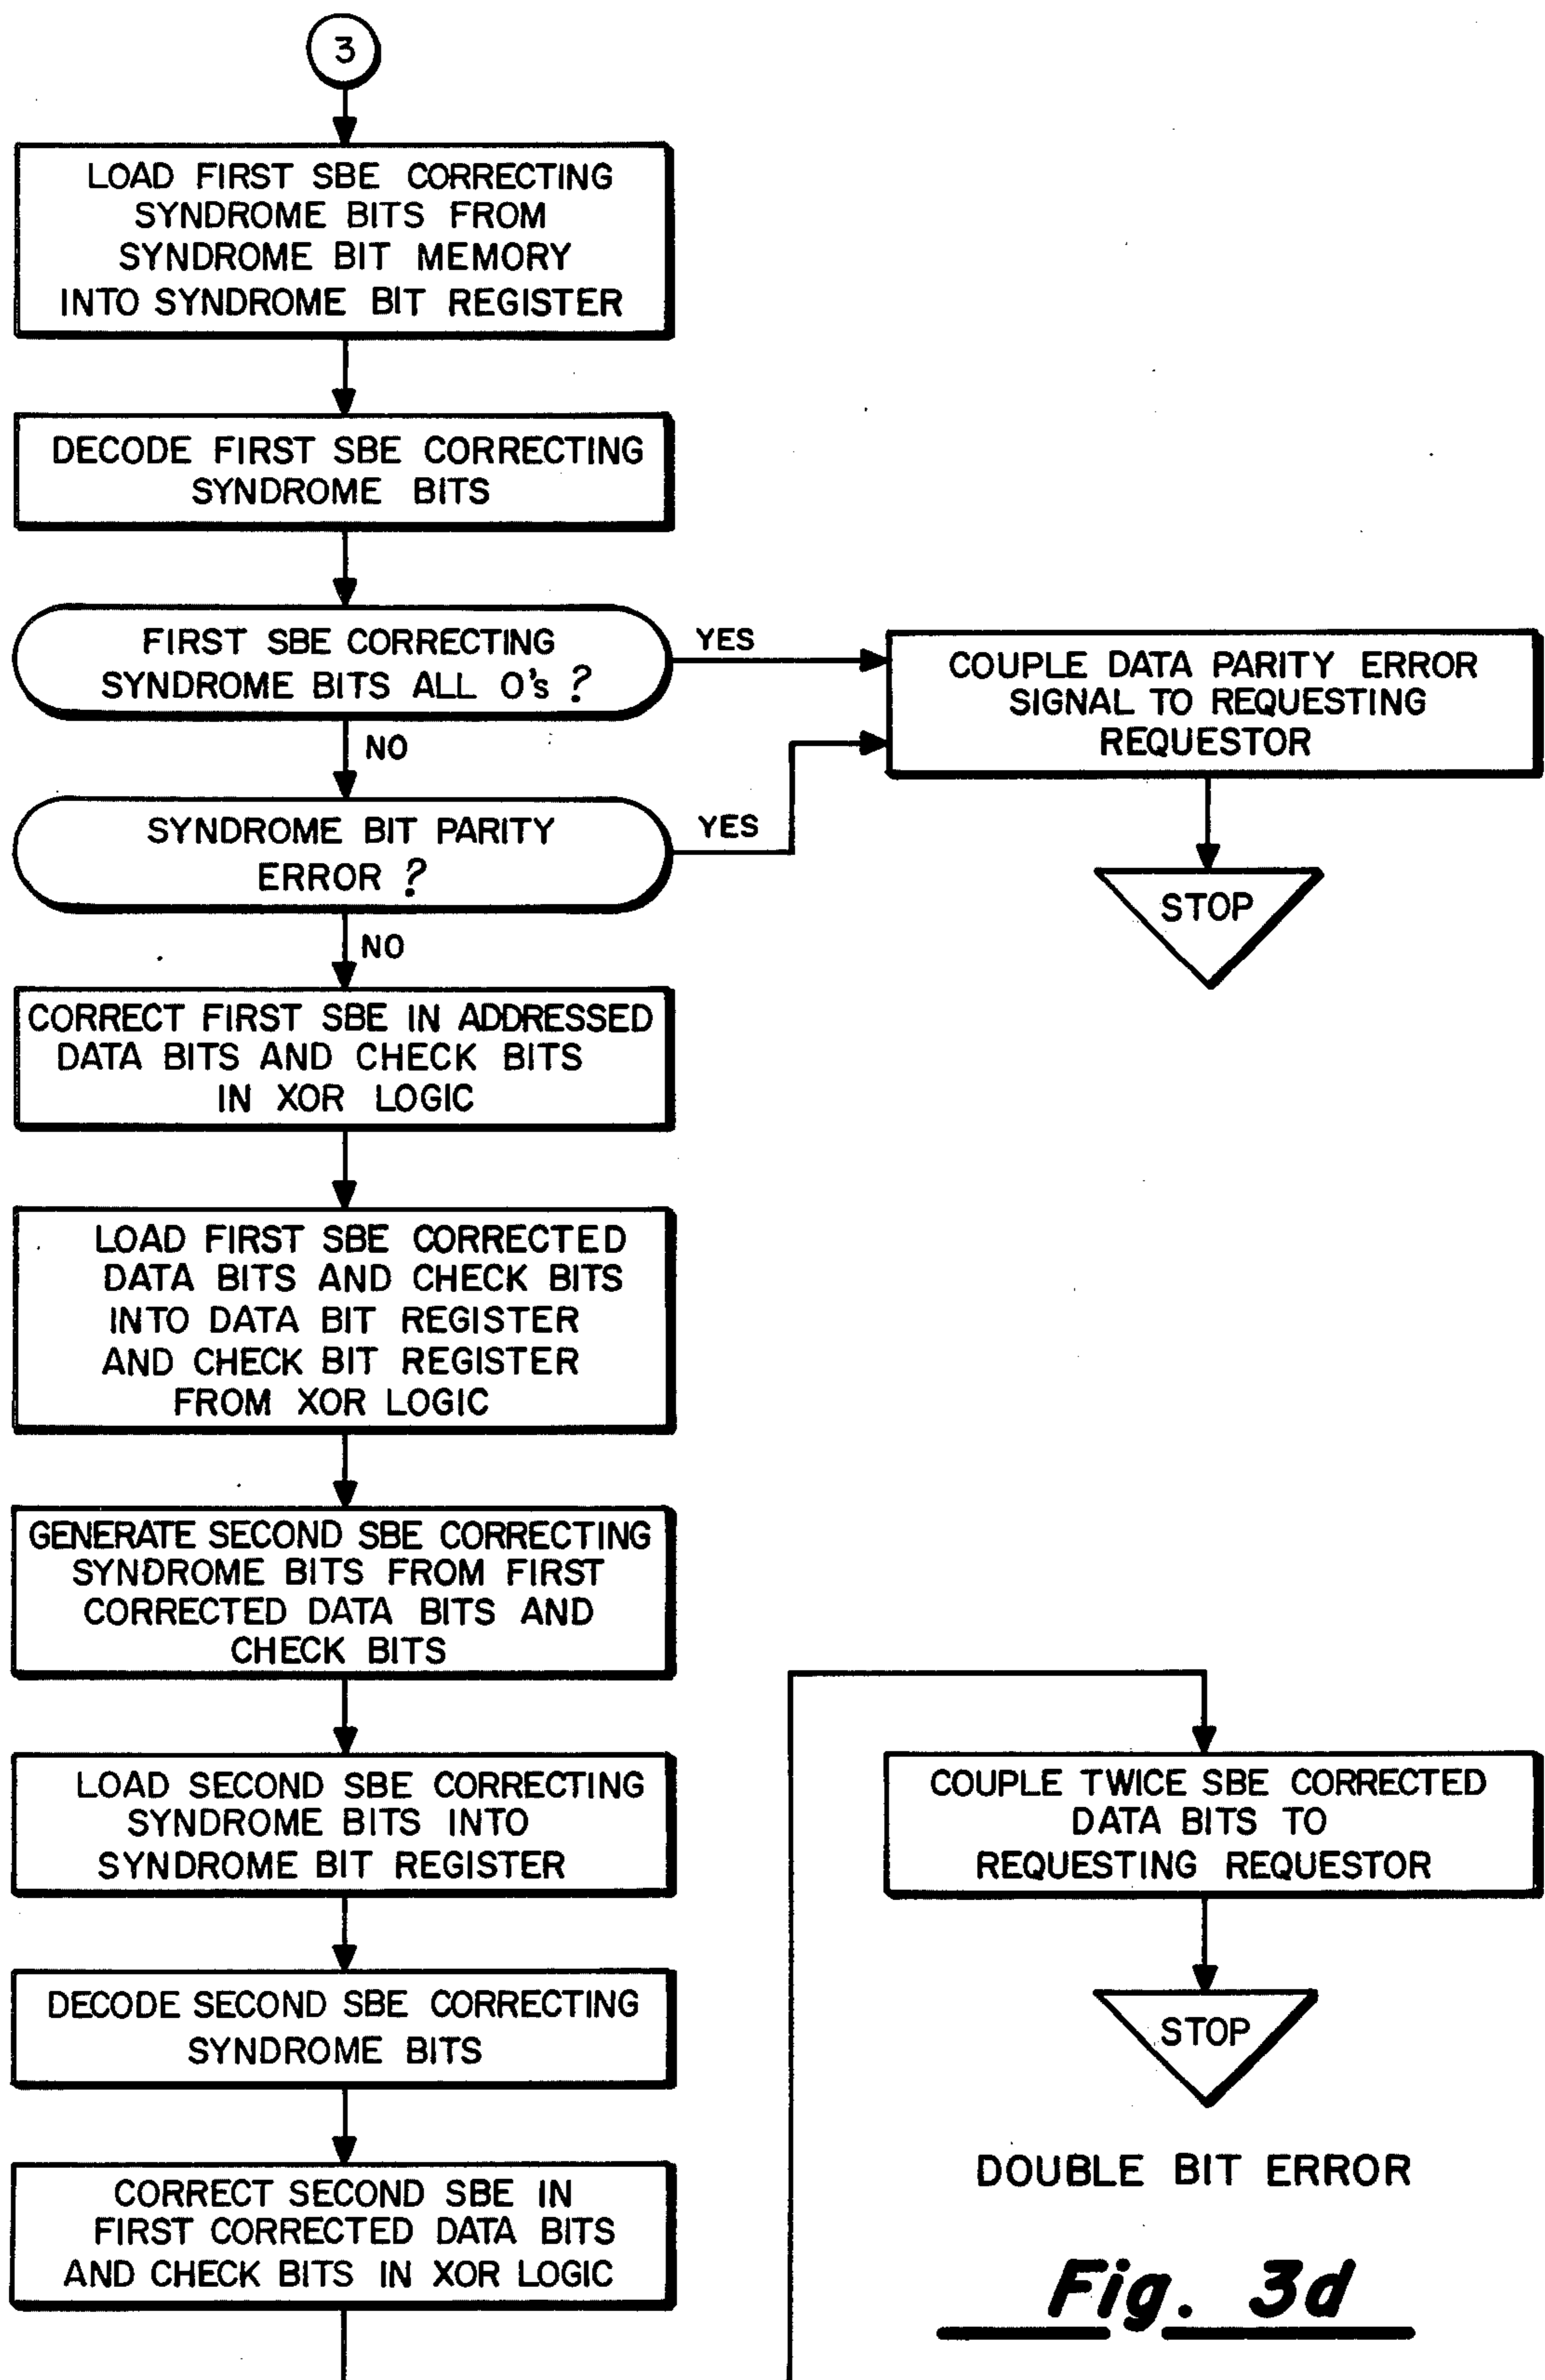 3
LOAD FIRST SBE CORRECTING
SYNDROME BITS FROM
SYNDROME BIT MEMORY
INTO SYNDROME BIT REGISTER
DECODE FIRST SBE CORRECTING
SYNDROME BITS
FIRST SBE CORRECTING
SYNDROME BITS ALL O's ?
YES
NO
COUPLE DATA PARITY ERROR
SIGNAL TO REQUESTING
REQUESTOR
STOP
SYNDROME BIT PARITY
ERROR ?
YES
NO
CORRECT FIRST SBE IN ADDRESSED
DATA BITS AND CHECK BITS
IN XOR LOGIC
LOAD FIRST SBE CORRECTED
DATA BITS AND CHECK BITS
INTO DATA BIT REGISTER
AND CHECK BIT REGISTER
FROM XOR LOGIC
GENERATE SECOND SBE CORRECTING
SYNDROME BITS FROM FIRST
CORRECTED DATA BITS AND
CHECK BITS
LOAD SECOND SBE CORRECTING
SYNDROME BITS INTO
SYNDROME BIT REGISTER
DECODE SECOND SBE CORRECTING
SYNDROME BITS
CORRECT SECOND SBE IN
FIRST CORRECTED DATA BITS
AND CHECK BITS IN XOR LOGIC
COUPLE TWICE SBE CORRECTED
DATA BITS TO
REQUESTING REQUESTOR
STOP
DOUBLE BIT ERROR
Fig. 3d